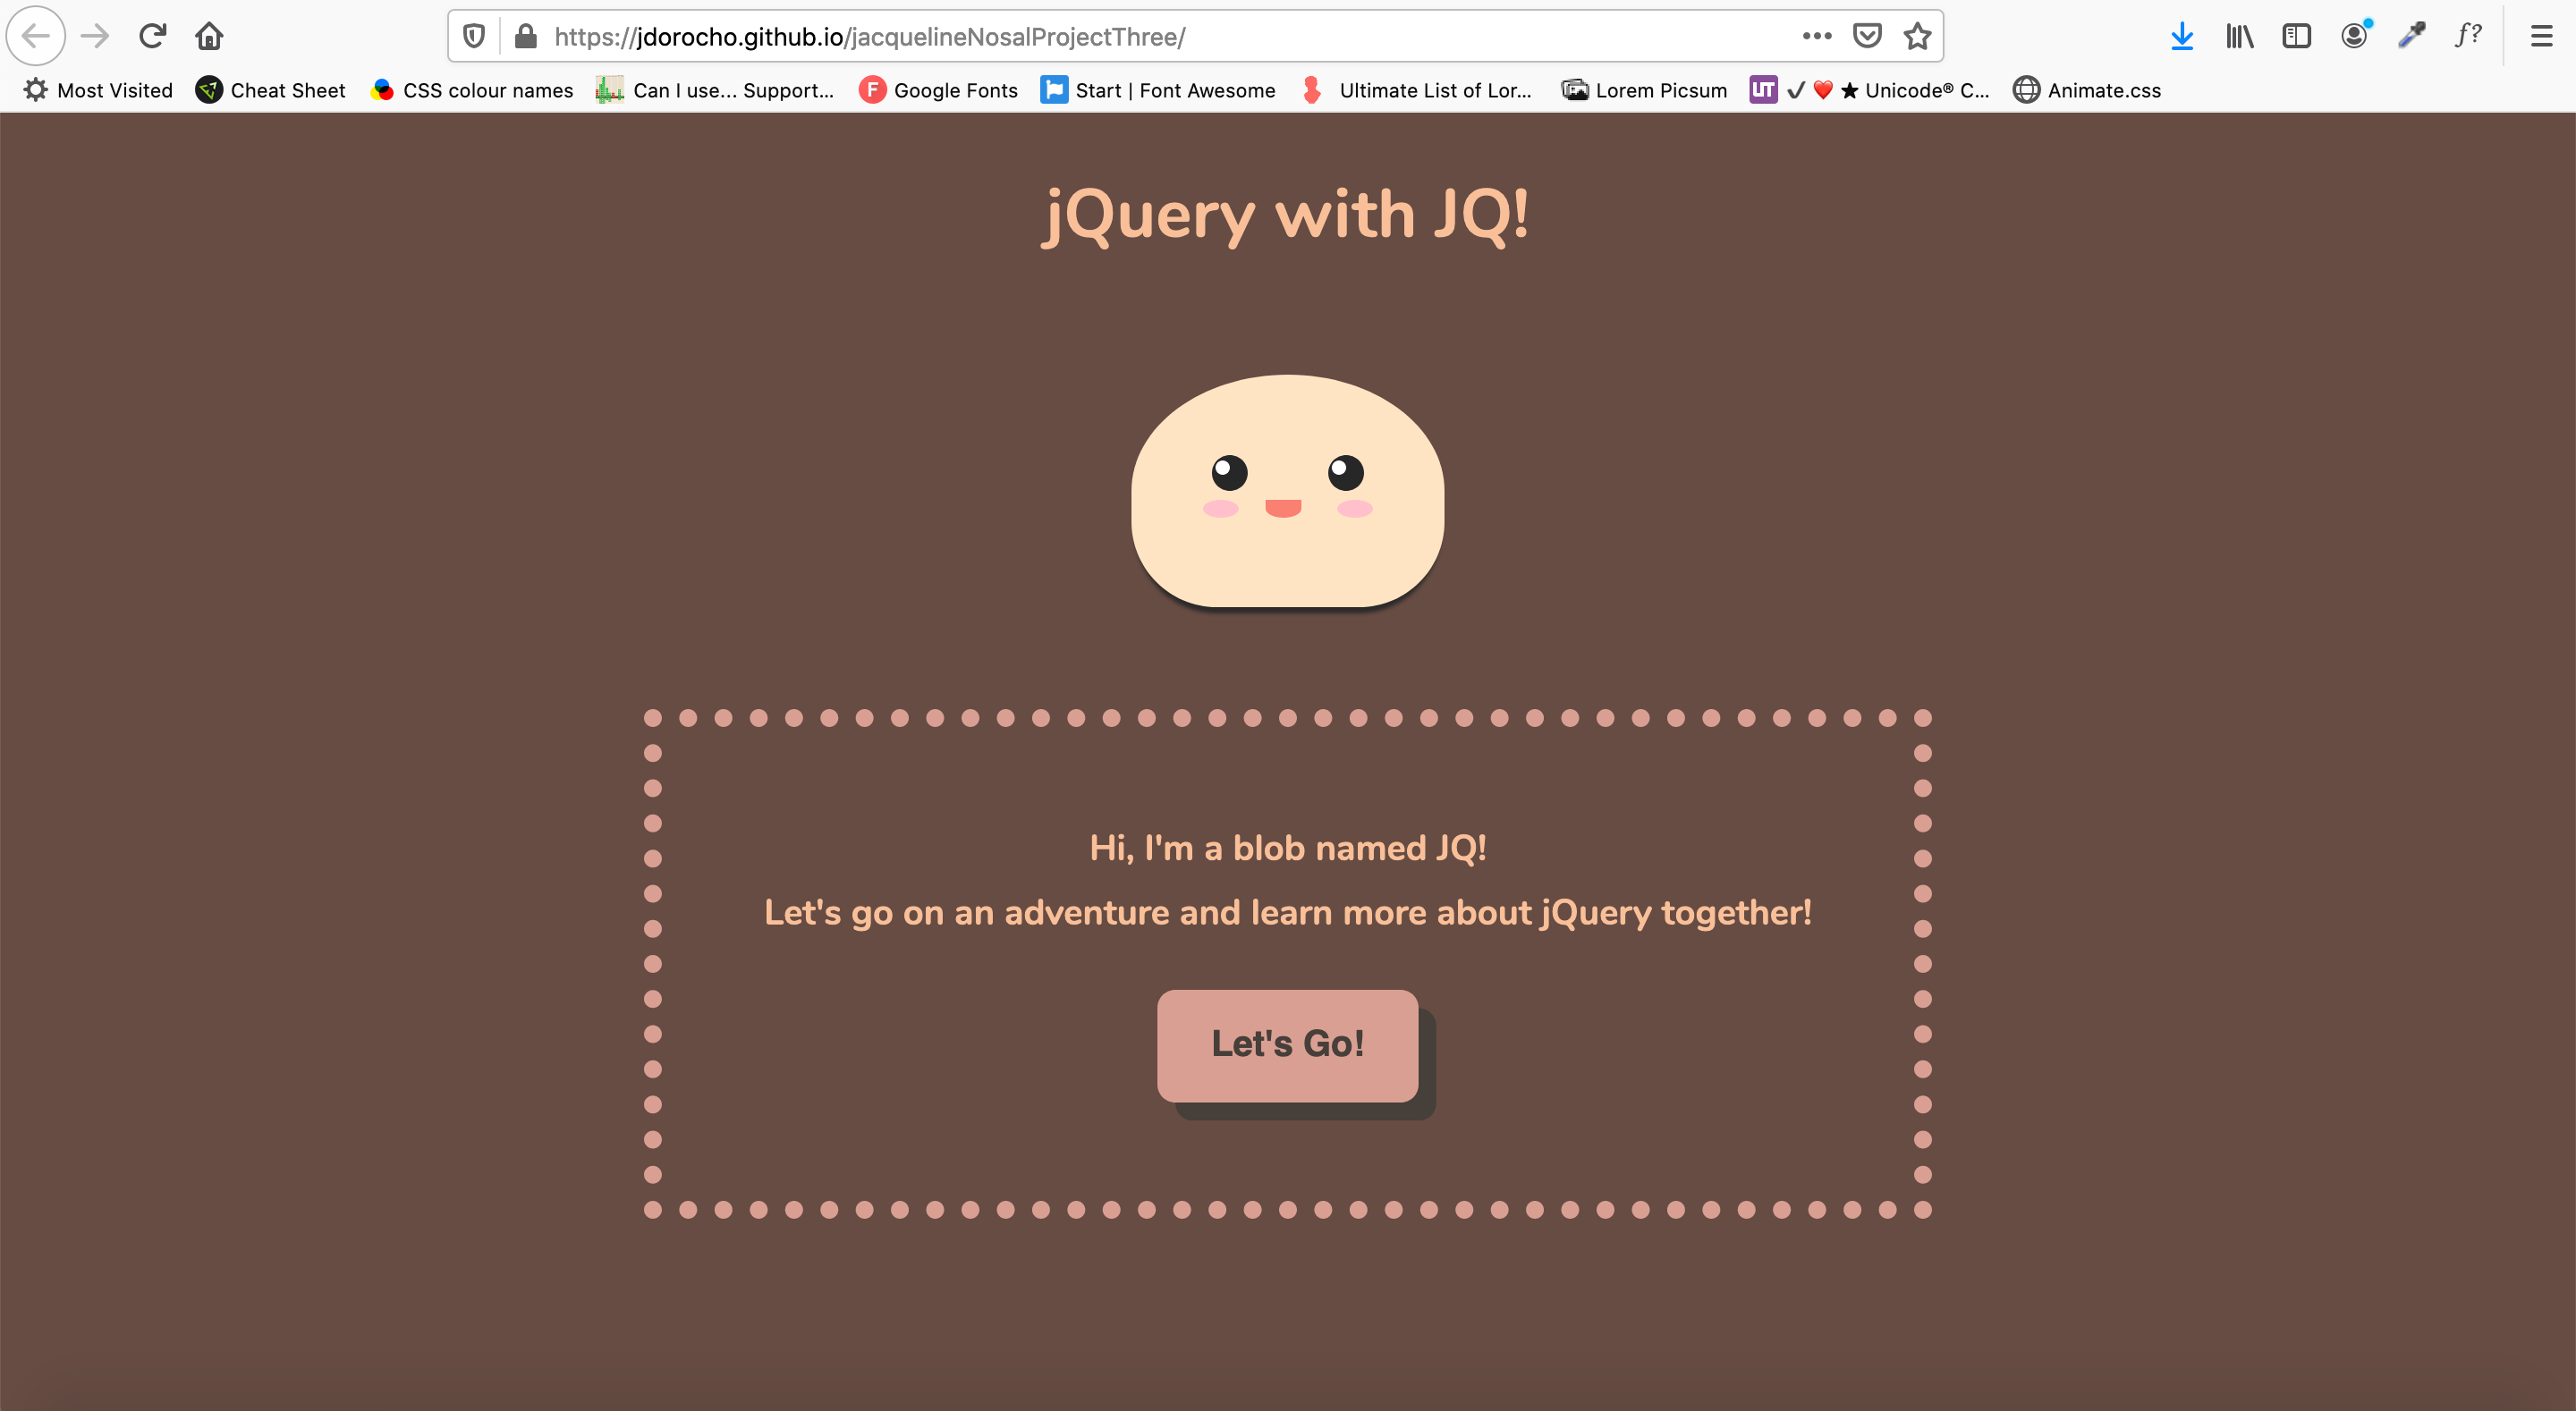 https://jdorocho.github.io/jacquelineNosalProjectThree/
f?
Most Visited Cheat Sheet CSS colour names Can I use... Support... F Google Fonts Start | Font Awesome Ultimate List of Lor... Lorem Picsum UT ✓ ❤️ ★ Unicode® C... Animate.css
jQuery with JQ!
Hi, I'm a blob named JQ!
Let's go on an adventure and learn more about jQuery together!
Let's Go!